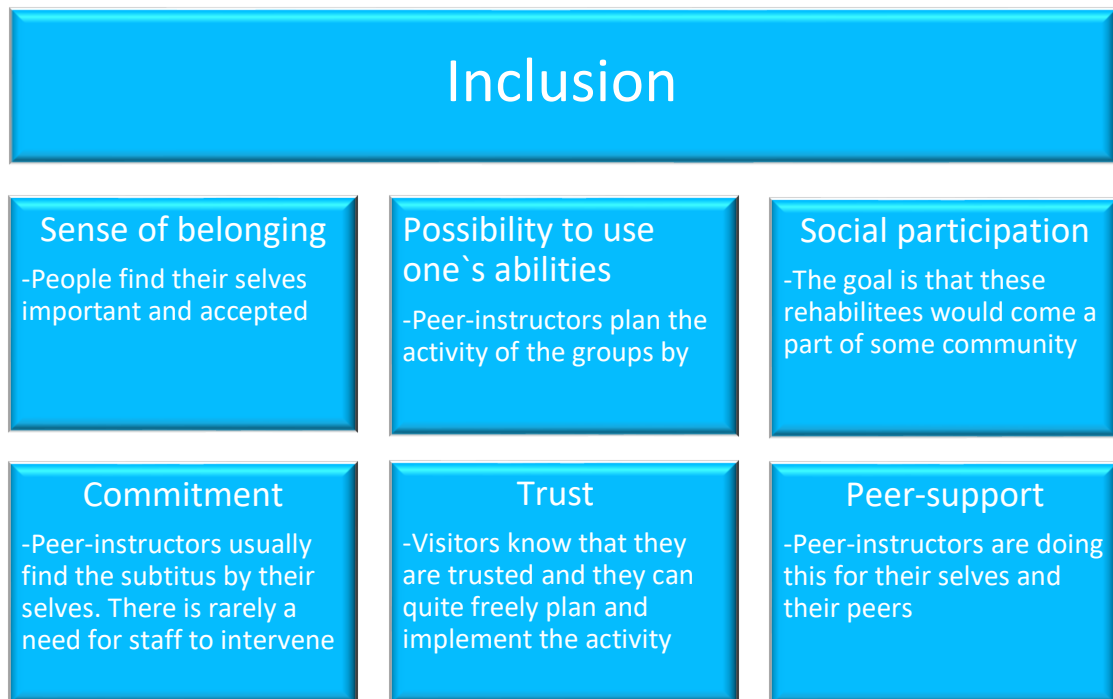 Inclusion
Sense of belonging
-People find their selves
important and accepted
Possibility to use
one`s abilities
-Peer-instructors plan the
activity of the groups by
Social participation
-The goal is that these
rehabilitees would come a
part of some community
Commitment
-Peer-instructors usually
find the subtitus by their
selves. There is rarely a
need for staff to intervene
Trust
-Visitors know that they
are trusted and they can
quite freely plan and
implement the activity
Peer-support
-Peer-instructors are doing
this for their selves and
their peers